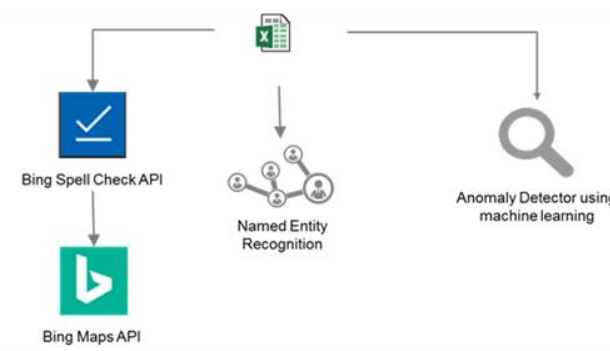 Bing Spell Check API
Named Entity
Recognition
Anomaly Detector using
machine learning
Bing Maps API